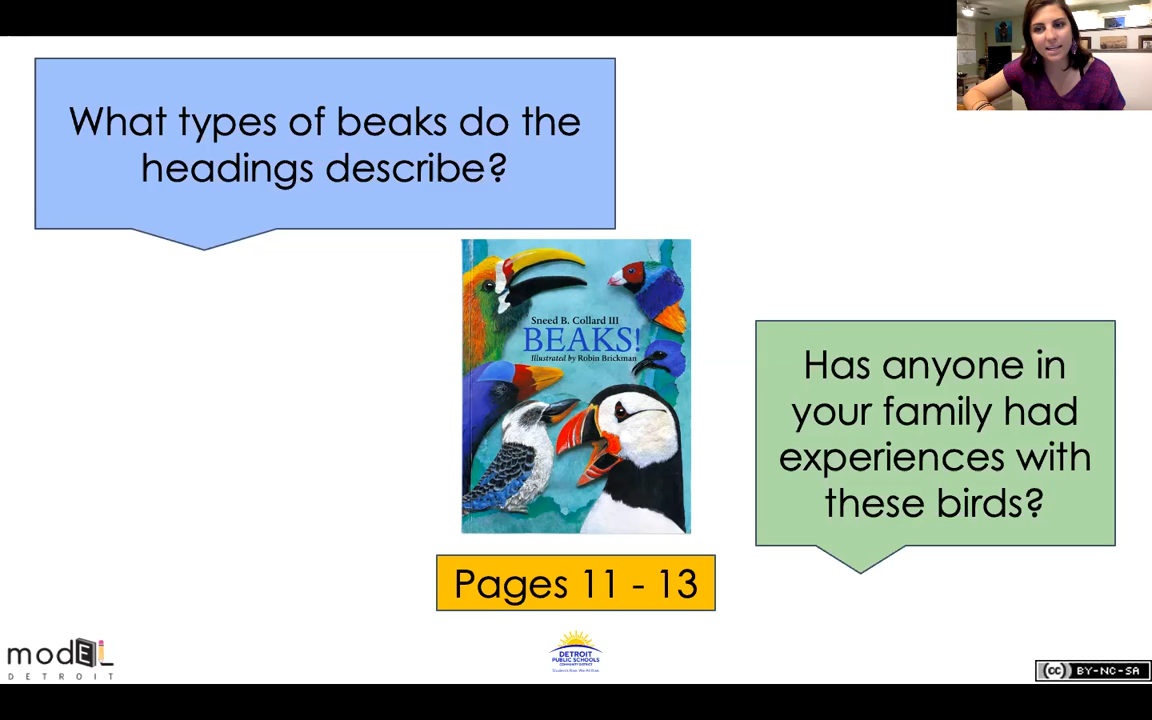 What types of beaks do the
headings describe?
Sneed B. Collard III
BEAKS!
Illustrated by Robin Brickman
Has anyone in
your family had
experiences with
these birds?
Pages 11 - 13
modEL
DETROIT
DETROIT
PUBLIC SCHOOLS
COMMUNITY DISTRICT
Students Rise. We All Rise.
cc BY-NC-SA